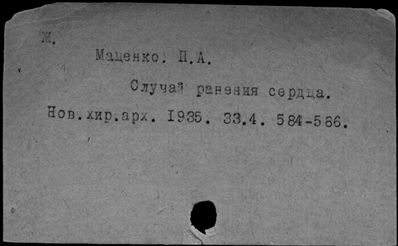 Ж.
Маценко. П.А.
Случай ранения сердца.
Нов.хир.арх. 1935. 33.4. 584-586.